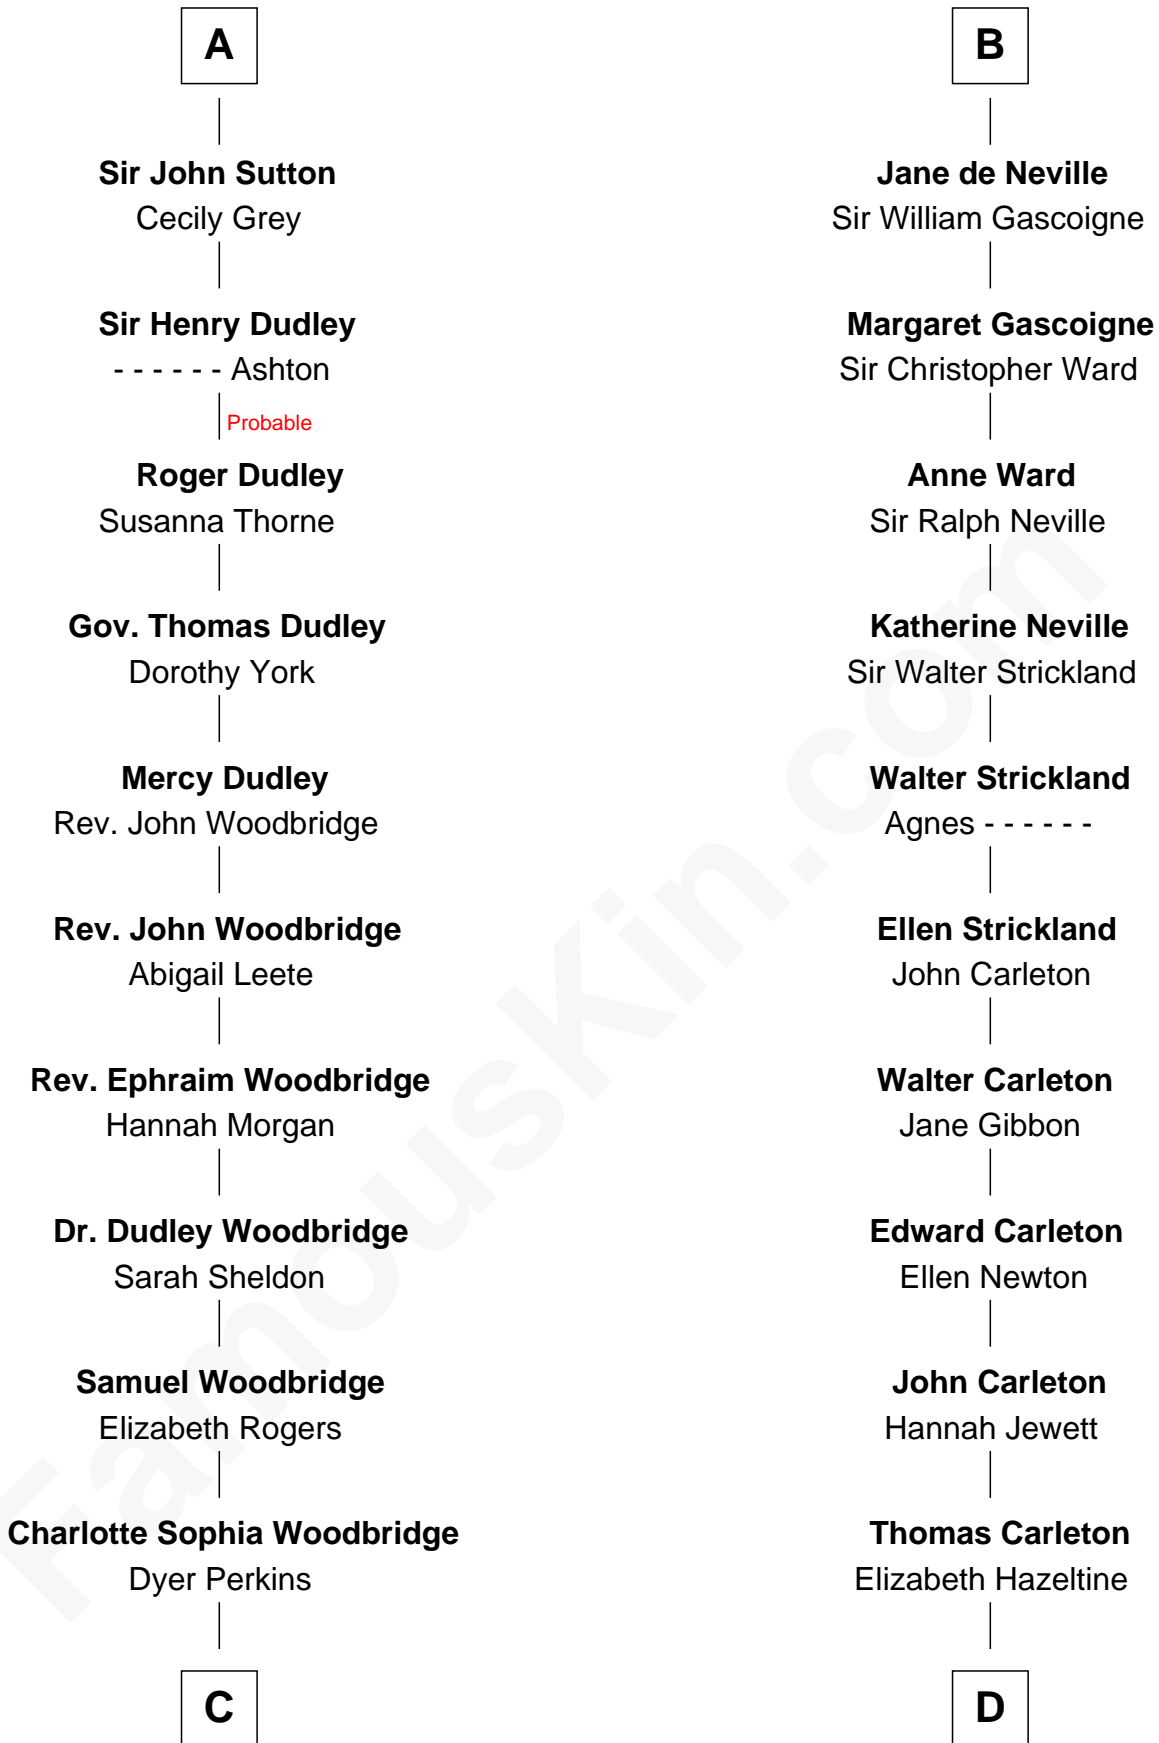 A
Sir John Sutton
Cecily Grey
Sir Henry Dudley
- - - - - - Ashton
Probable
Roger Dudley
Susanna Thorne
Gov. Thomas Dudley
Dorothy York
Mercy Dudley
Rev. John Woodbridge
Rev. John Woodbridge
Abigail Leete
Rev. Ephraim Woodbridge
Hannah Morgan
Dr. Dudley Woodbridge
Sarah Sheldon
Samuel Woodbridge
Elizabeth Rogers
Charlotte Sophia Woodbridge
Dyer Perkins
C
B
Jane de Neville
Sir William Gascoigne
Margaret Gascoigne
Sir Christopher Ward
Anne Ward
Sir Ralph Neville
Katherine Neville
Sir Walter Strickland
Walter Strickland
Agnes - - - - - -
Ellen Strickland
John Carleton
Walter Carleton
Jane Gibbon
Edward Carleton
Ellen Newton
John Carleton
Hannah Jewett
Thomas Carleton
Elizabeth Hazeltine
D
FamousKin.com